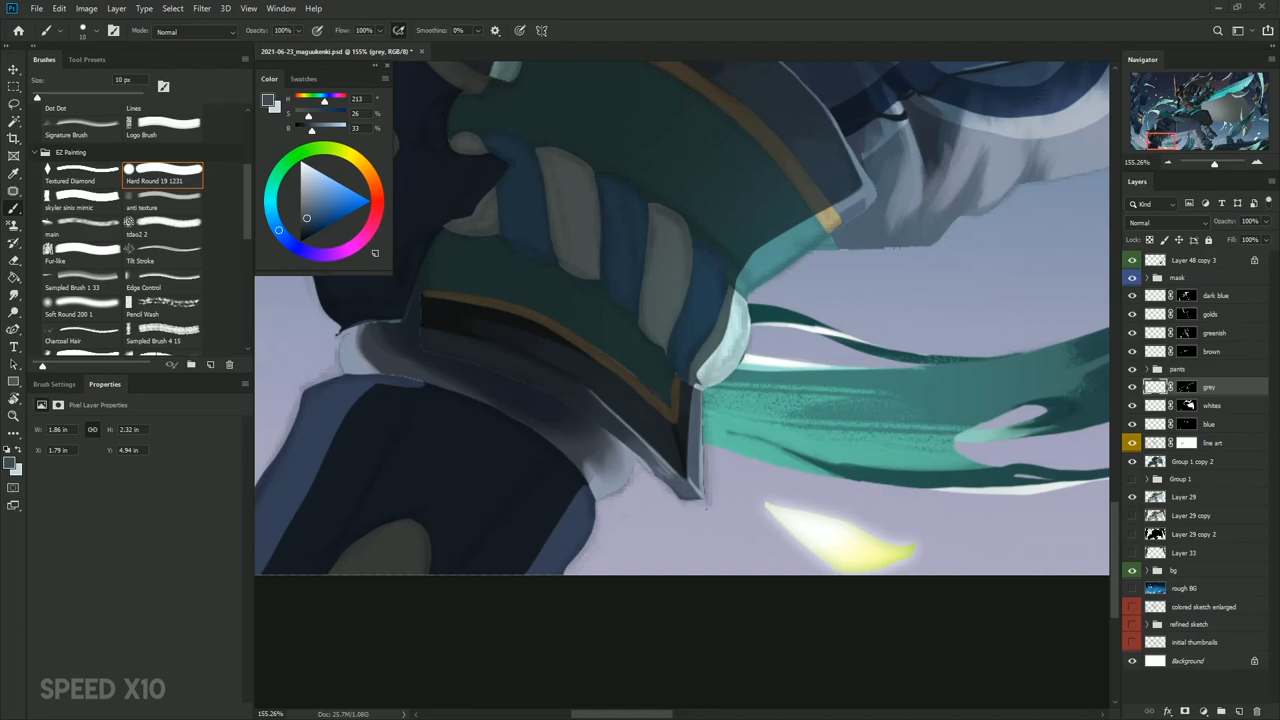 Ps File Edit Image Layer Type Select Filter 3D View Window Help
10 Mode: Normal Opacity: 100% Flow: 100% Smoothing: 0%
2021-06-23_maguukenki.psd @ 155% (grey, RGB/8) *
Brushes Tool Presets
Size: 10 px
Dot Dot Lines
Signature Brush Logo Brush
EZ Painting
Textured Diamond Hard Round 19 1231
skyler sinix mimic anti texture
main tdao2 2
Fur-like Tilt Stroke
Sampled Brush 1 33 Edge Control
Soft Round 200 1 Pencil Wash
Charcoal Hair Sampled Brush 4 15
Brush Settings Properties
Pixel Layer Properties
W: 1.86 in H: 2.32 in
X: 1.79 in Y: 4.94 in
SPEED X10
Color Swatches
H 213 °
S 26 %
B 33 %
155.26% Doc: 25.7M/1.08G
Navigator
155.26%
Layers
Kind
Normal Opacity: 100%
Lock: Fill: 100%
Layer 48 copy 3
mask
dark blue
golds
greenish
brown
pants
grey
whites
blue
line art
Group 1 copy 2
Group 1
Layer 29
Layer 29 copy
Layer 29 copy 2
Layer 33
bg
rough BG
colored sketch enlarged
refined sketch
initial thumbnails
Background
fx